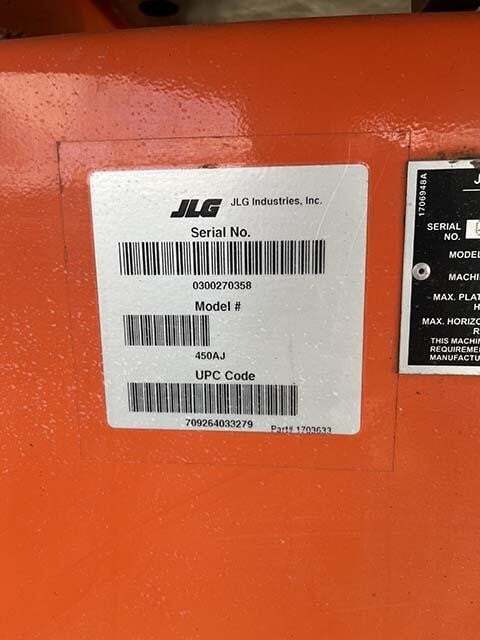 JLG JLG Industries, Inc.
Serial No.
0300270358
Model #
450AJ
UPC Code
709264033279
Part# 1703633
1706948A
SERIAL
NO.
MODEL
MAX. PLAT
MAX. HORIZO
THIS MACHIN
REQUIREME
MANUFACTU